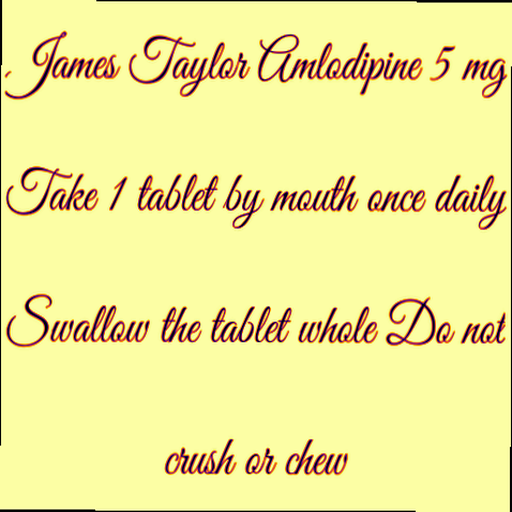 James Taylor Amlodipine 5 mg
Take 1 tablet by mouth once daily
Swallow the tablet whole Do not
crush or chew